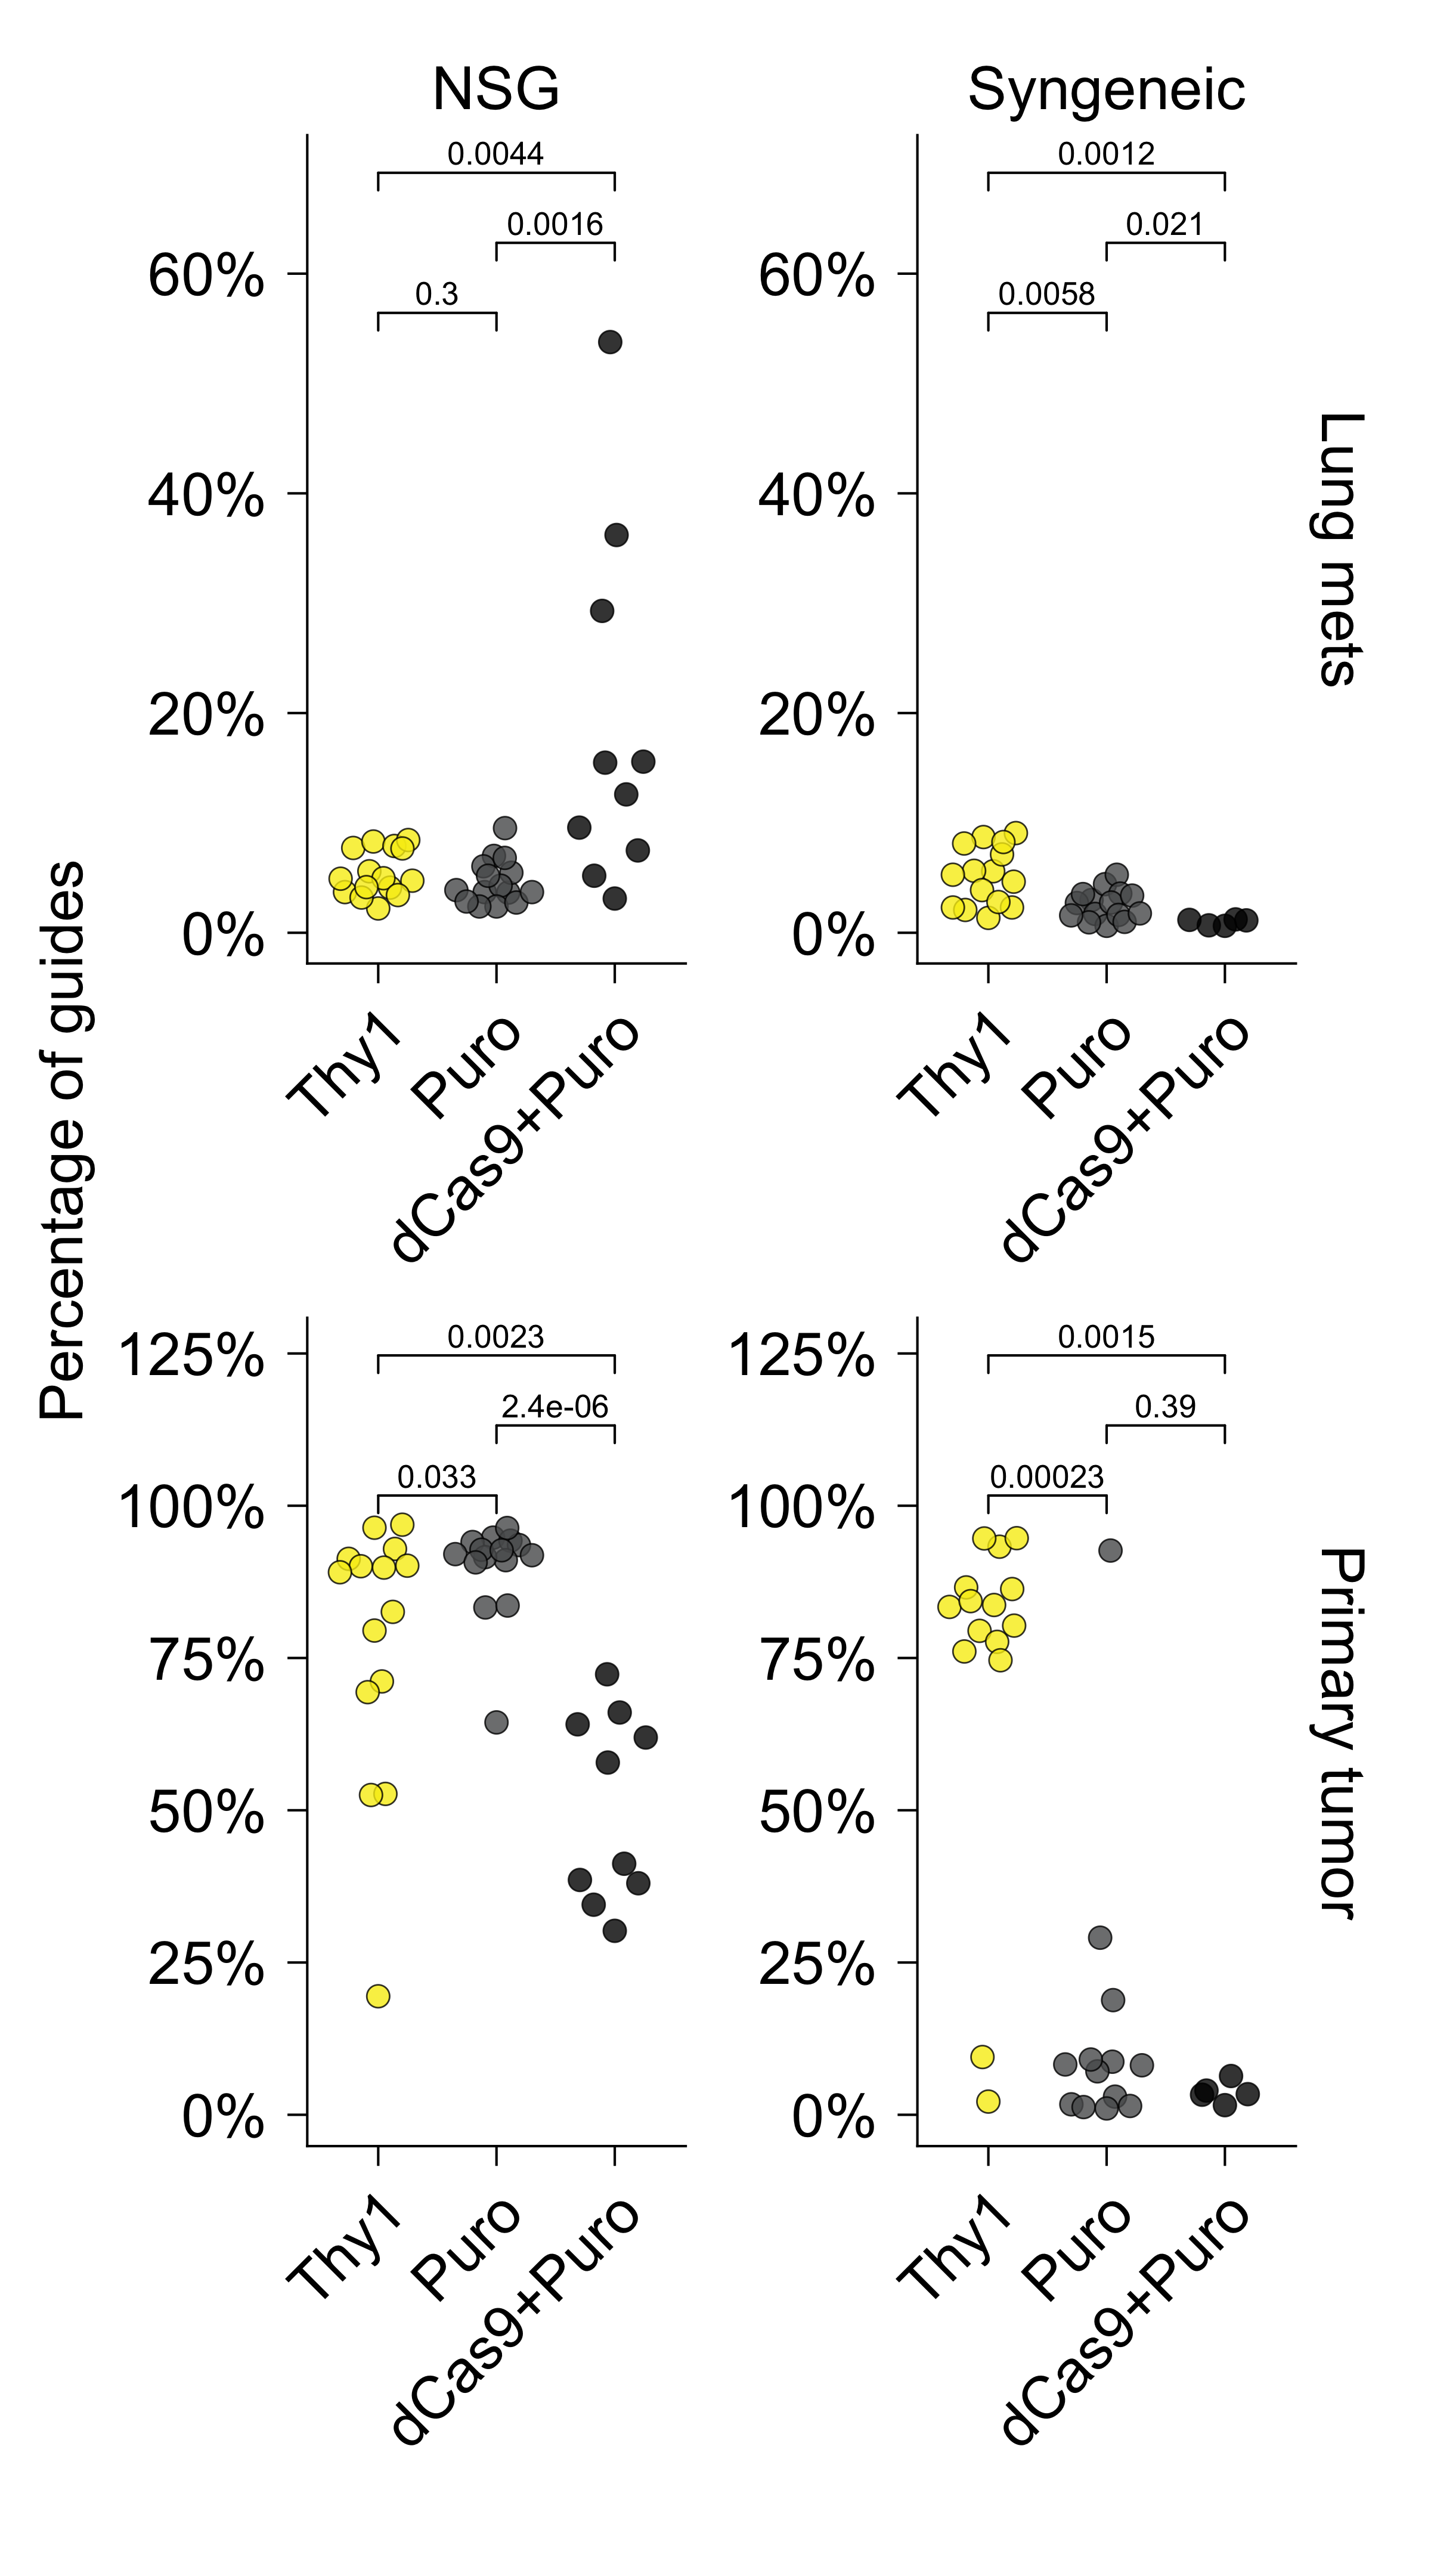 NSG
Syngeneic
0.0044
0.0016
0.3
60%
40%
20%
0%
Thy1
Puro
dCas9+Puro
0.0012
0.021
0.0058
60%
40%
20%
0%
Thy1
Puro
dCas9+Puro
Lung mets
Percentage of guides
0.0023
2.4e-06
0.033
125%
100%
75%
50%
25%
0%
Thy1
Puro
dCas9+Puro
0.0015
0.39
0.00023
125%
100%
75%
50%
25%
0%
Thy1
Puro
dCas9+Puro
Primary tumor